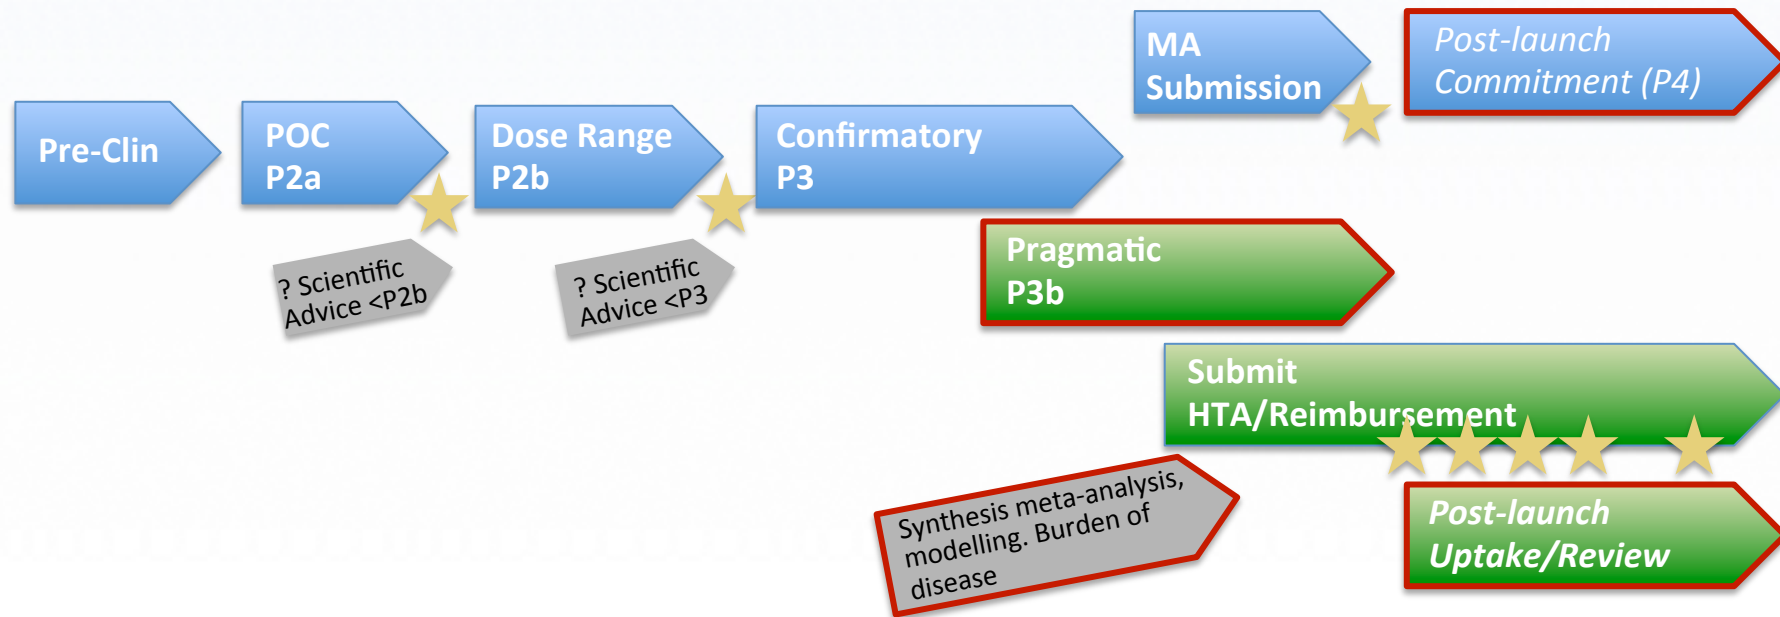 MA
Submission
Post-launch
Commitment (P4)
Pre-Clin
POC
P2a
Dose Range
P2b
Confirmatory
P3
? Scientific
Advice <P2b
? Scientific
Advice <P3
Pragmatic
P3b
Submit
HTA/Reimbursement
Synthesis meta-analysis,
modelling. Burden of
disease
Post-launch
Uptake/Review